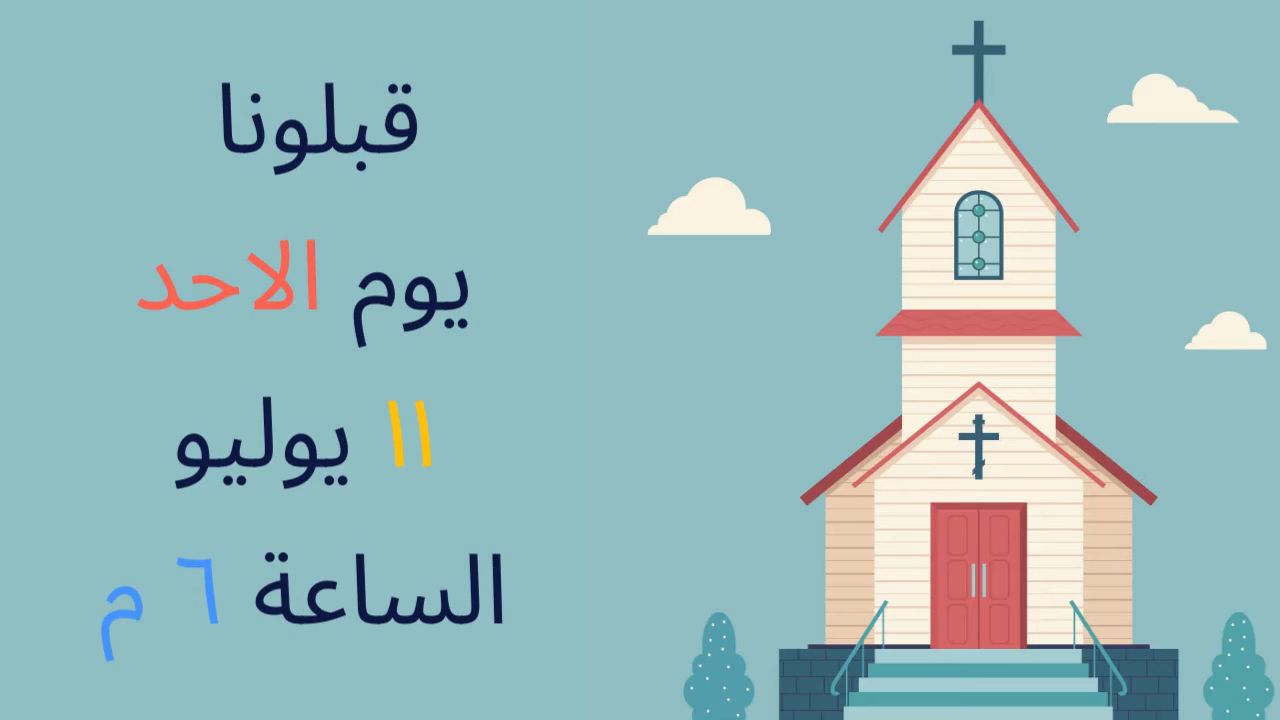 قبلونا
يوم الاحد
١١ يوليو
الساعة ٦ م